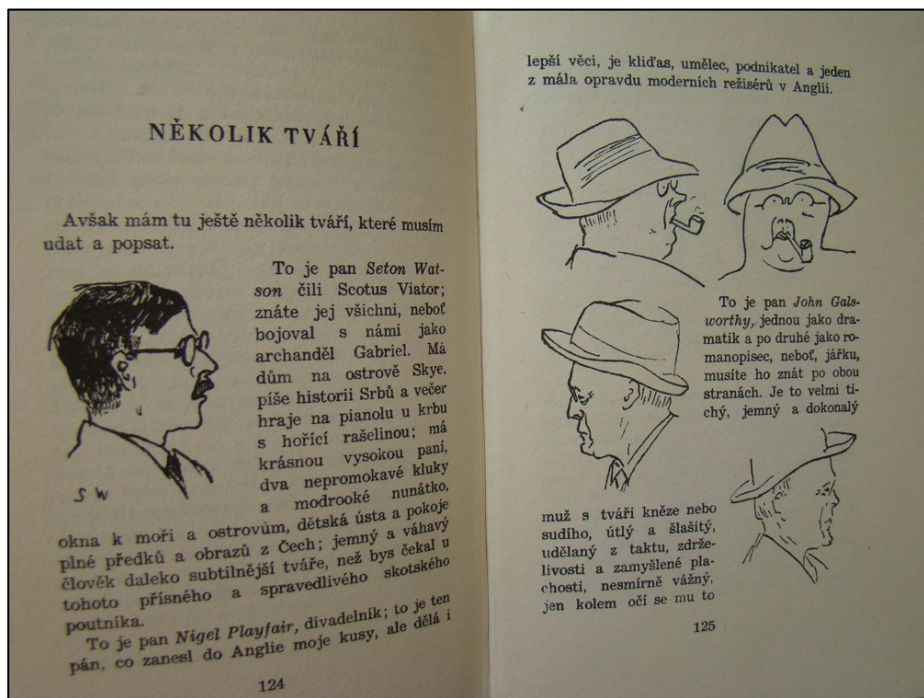 NĚKOLIK TVÁŘÍ
Avšak mám tu ještě několik tváří, které musím
udat a popsat.
To je pan Seton Wat-
son čili Scotus Viator;
znáte jej všichni, neboť
bojoval s námi jako
archanděl Gabriel. Má
dům na ostrově Skye,
píše historii Srbů a večer
hraje na pianolu u krbu
s hořící rašelinou; má
krásnou vysokou paní,
dva nepromokavé kluky
a modrooké nunátko,
okna k moři a ostrovům, dětská ústa a pokoje
plné předků a obrazů z Čech; jemný a váhavý
člověk daleko subtilnější tváře, než bys čekal u
tohoto přísného a spravedlivého skotského
poutníka.
To je pan Nigel Playfair, divadelník; to je ten
pán, co zanesl do Anglie moje kusy, ale dělá i
124
S W
lepší věci, je kliďas, umělec, podnikatel a jeden
z mála opravdu moderních režisérů v Anglii.
To je pan John Gals-
worthy, jednou jako dra-
matik a po druhé jako ro-
manopisec, neboť, járku,
musíte ho znát po obou
stranách. Je to velmi ti-
chý, jemný a dokonalý
muž s tváří kněze nebo
sudího, útlý a šlašitý,
udělaný z taktu, zdrže-
livosti a zamyšlené pla-
chosti, nesmírně vážný,
jen kolem očí se mu to
125